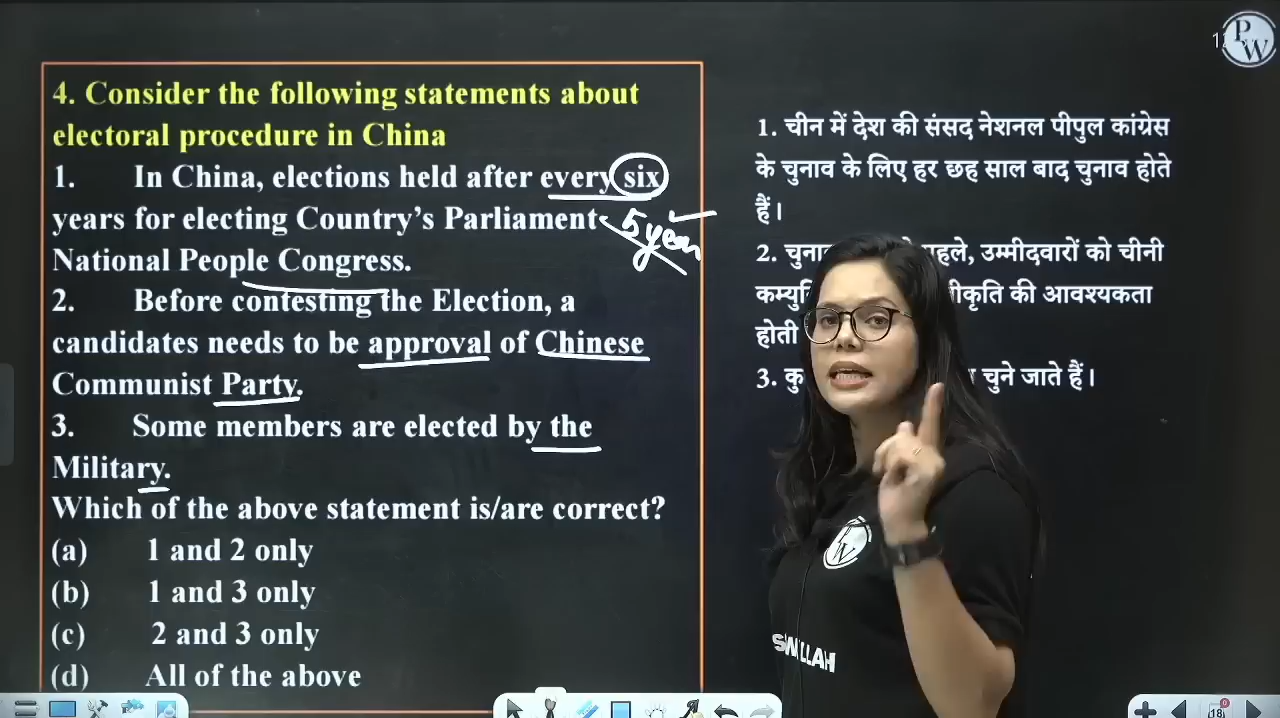 4. Consider the following statements about
electoral procedure in China
1. In China, elections held after every six
years for electing Country's Parliament
5 year
National People Congress.
2. Before contesting the Election, a
candidates needs to be approval of Chinese
Communist Party.
3. Some members are elected by the
Military.
Which of the above statement is/are correct?
(a) 1 and 2 only
(b) 1 and 3 only
(c) 2 and 3 only
(d) All of the above
1. चीन में देश की संसद नेशनल पीपुल कांग्रेस
के चुनाव के लिए हर छह साल बाद चुनाव होते
हैं।
2. उम्मीदवारों को चीनी
की आवश्यकता
होती
3. चुने जाते हैं।
PW
PW
18